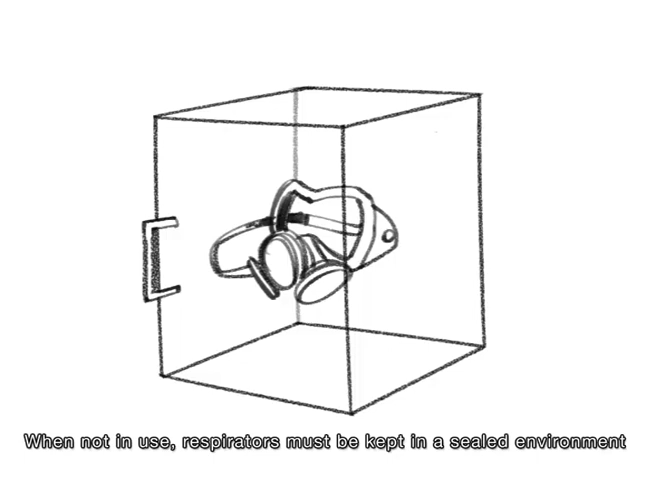 When not in use, respirators must be kept in a sealed environment